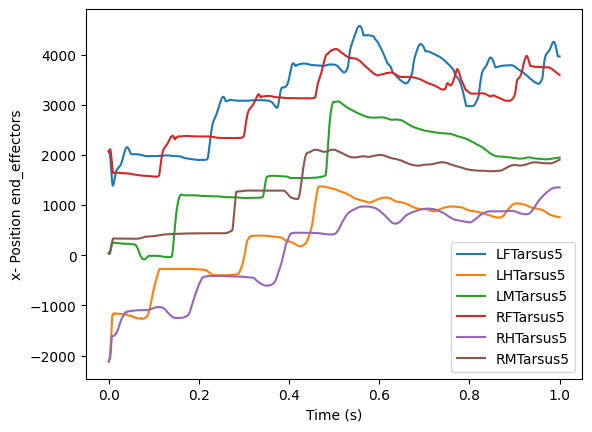 4000
3000
2000
1000
0
−1000
−2000
x- Position end_effectors
0.0 0.2 0.4 0.6 0.8 1.0
Time (s)
LFTarsus5
LHTarsus5
LMTarsus5
RFTarsus5
RHTarsus5
RMTarsus5